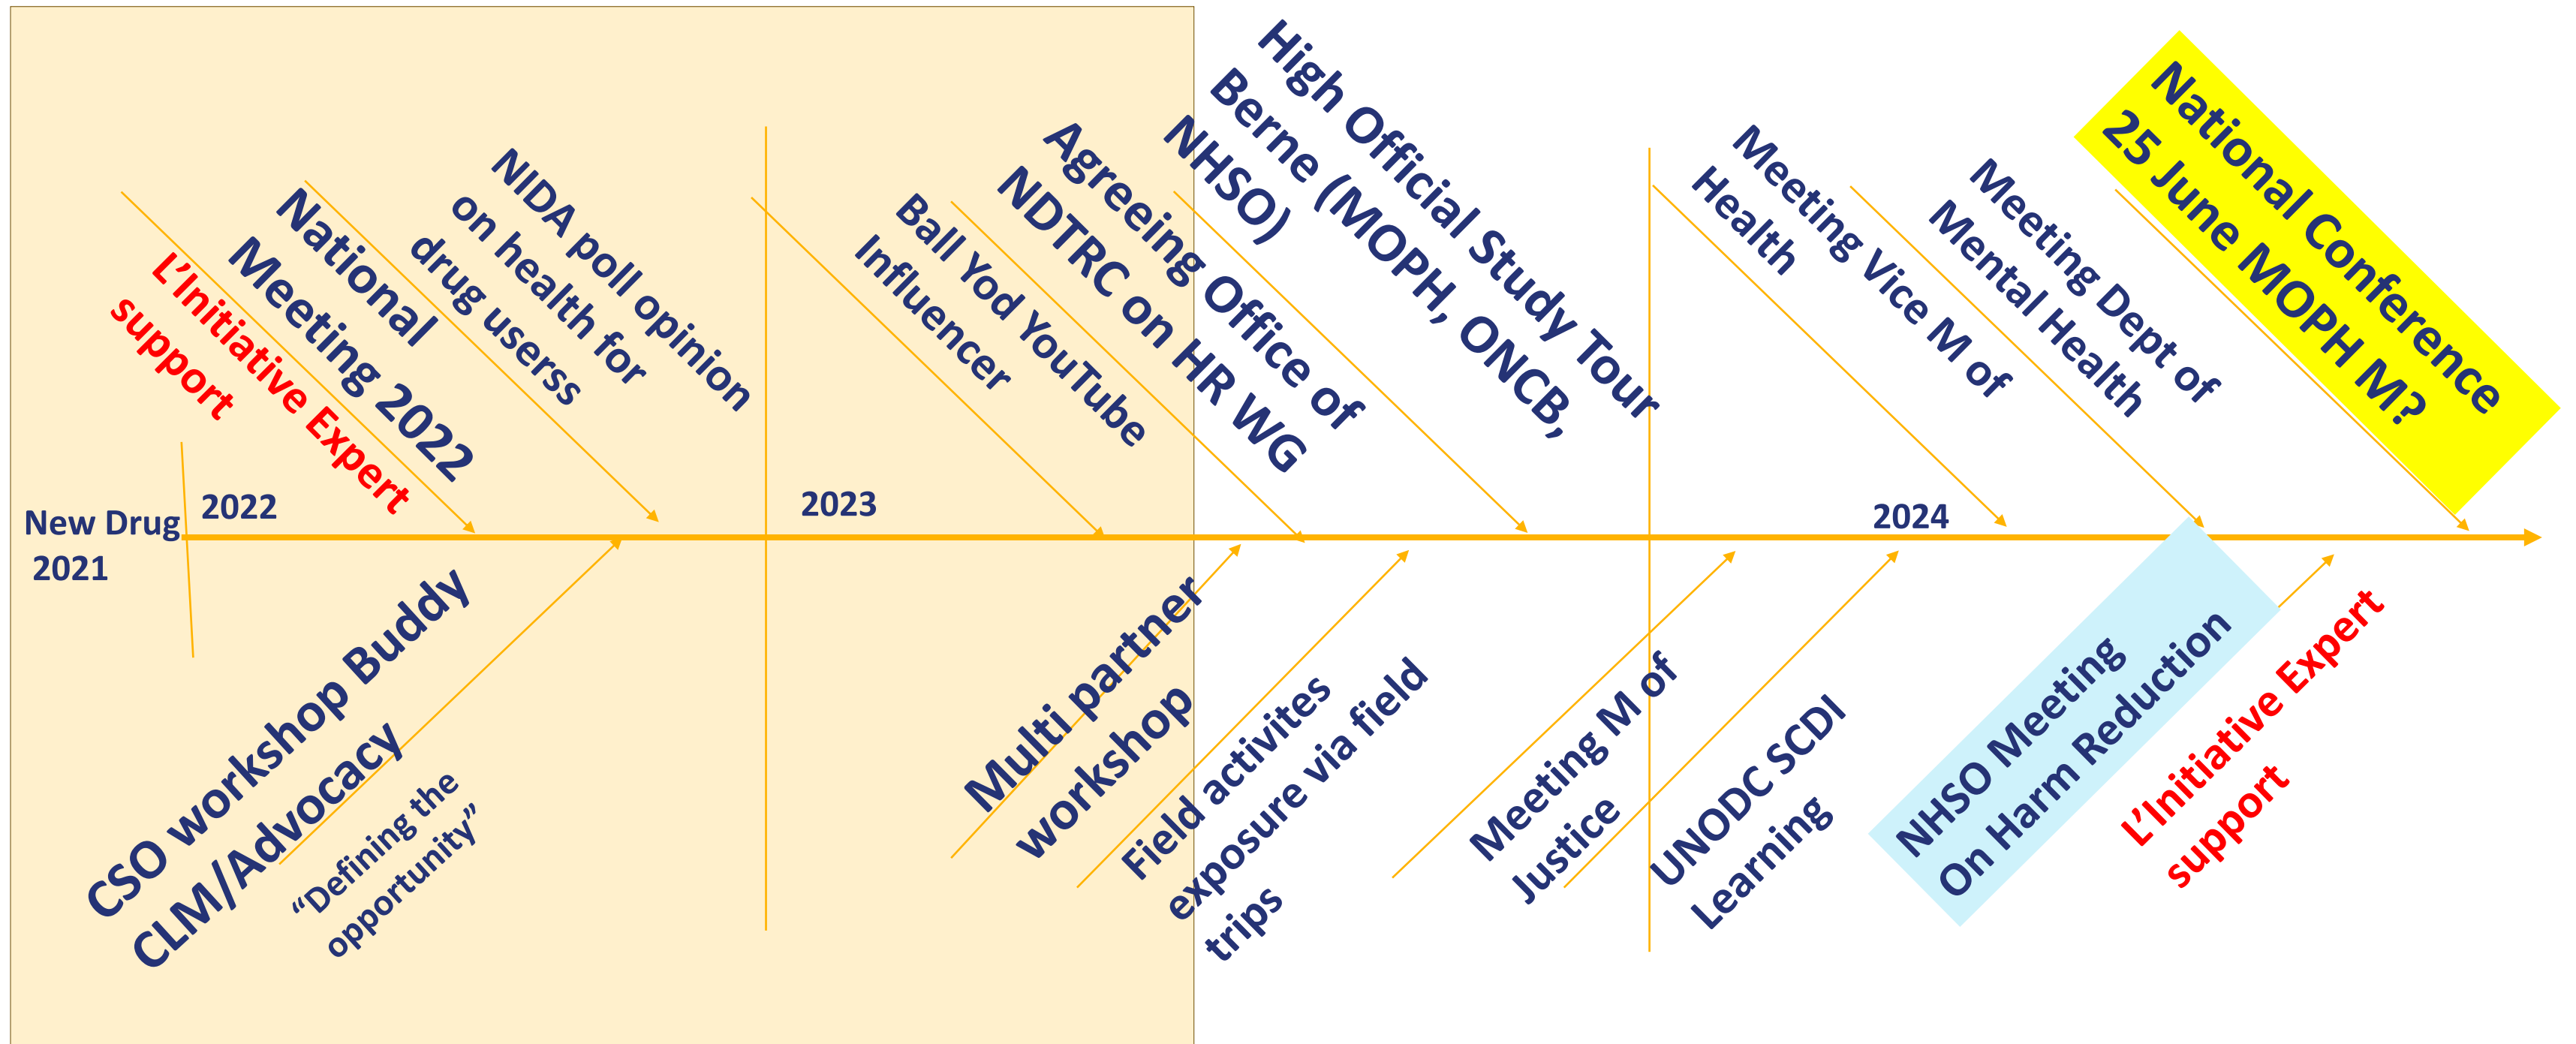 New Drug
2021
2022
2023
2024
L’Initiative Expert
support
National
Meeting 2022
NIDA poll opinion
on health for
drug userss
Ball Yod YouTube
Influencer
Agreeing Office of
NDTRC on HR WG
High Official Study Tour
Berne (MOPH, ONCB,
NHSO)
Meeting Vice M of
Health
Meeting Dept of
Mental Health
National Conference
25 June MOPH M?
CSO workshop Buddy
CLM/Advocacy
“Defining the
opportunity”
Multi partner
workshop
Field activites
exposure via field
trips
Meeting M of
Justice
UNODC SCDI
Learning
NHSO Meeting
On Harm Reduction
L’Initiative Expert
support